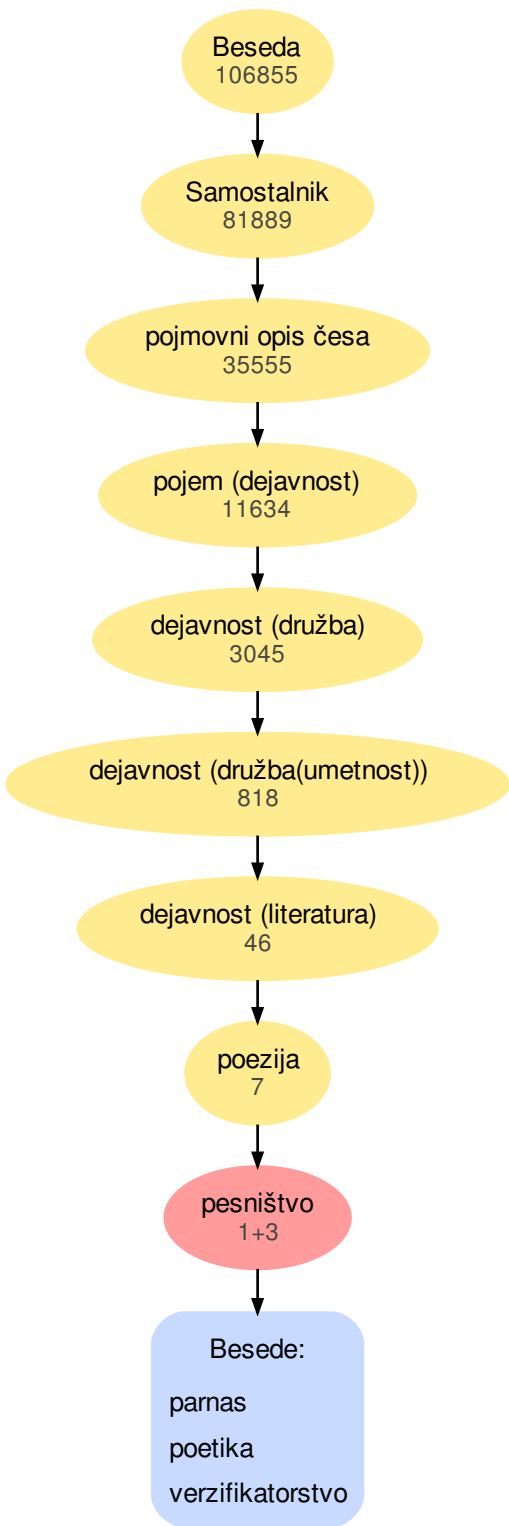 Beseda
106855
Samostalnik
81889
pojmovni opis česa
35555
pojem (dejavnost)
11634
dejavnost (družba)
3045
dejavnost (družba(umetnost))
818
dejavnost (literatura)
46
poezija
7
pesništvo
1+3
Besede:
parnas
poetika
verzifikatorstvo